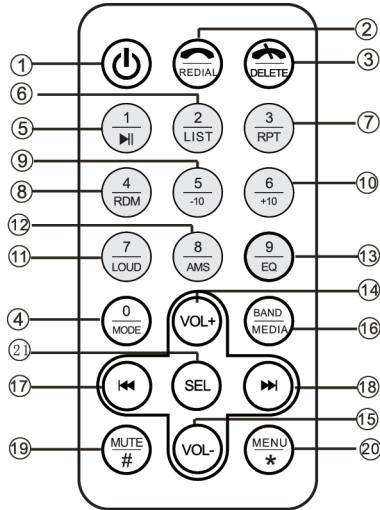 ②
① REDIAL DELETE ③
⑥
⑤ 1 2 LIST 3 RPT ⑦
⑨
⑧ 4 RDM 5 -10 6 +10 ⑩
⑫
⑪ 7 LOUD 8 AMS 9 EQ ⑬
⑭
④ 0 MODE VOL+ BAND MEDIA ⑯
㉑
⑰ SEL ⑱
⑮
⑲ MUTE # VOL- MENU * ⑳